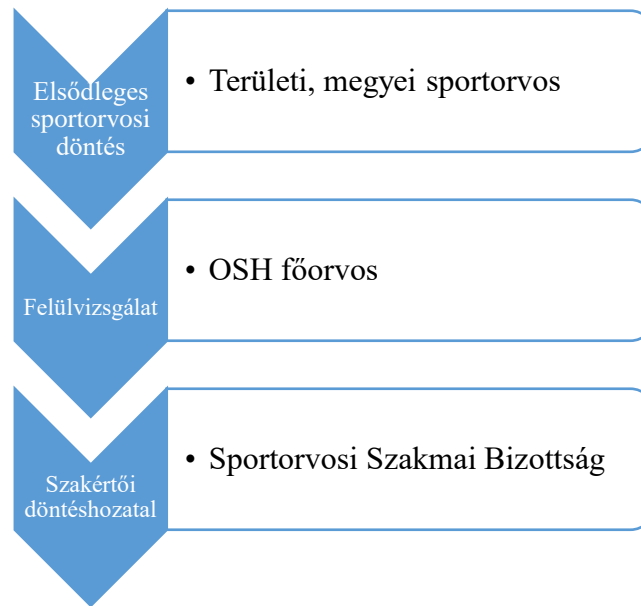 Elsődleges
sportorvosi
döntés
• Területi, megyei sportorvos
Felülvizsgálat
• OSH főorvos
Szakértői
döntéshozatal
• Sportorvosi Szakmai Bizottság